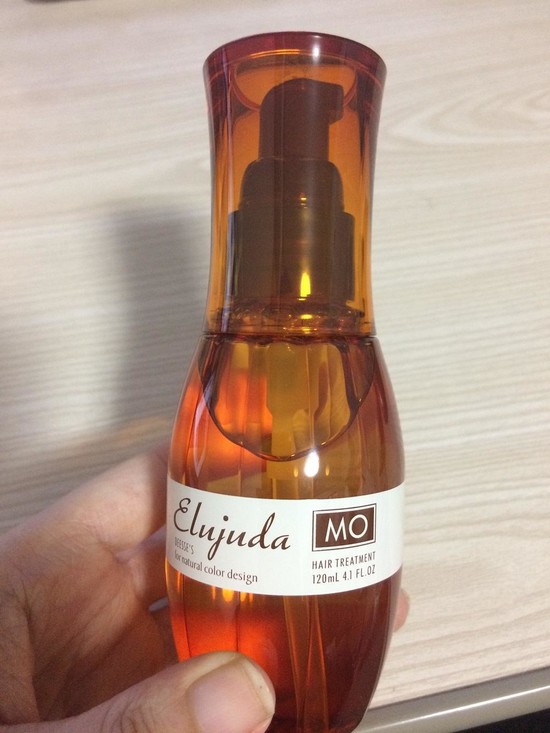 Elujuda
DEESSE'S
for natural color design
MO
HAIR TREATMENT
120mL 4.1 FL.OZ